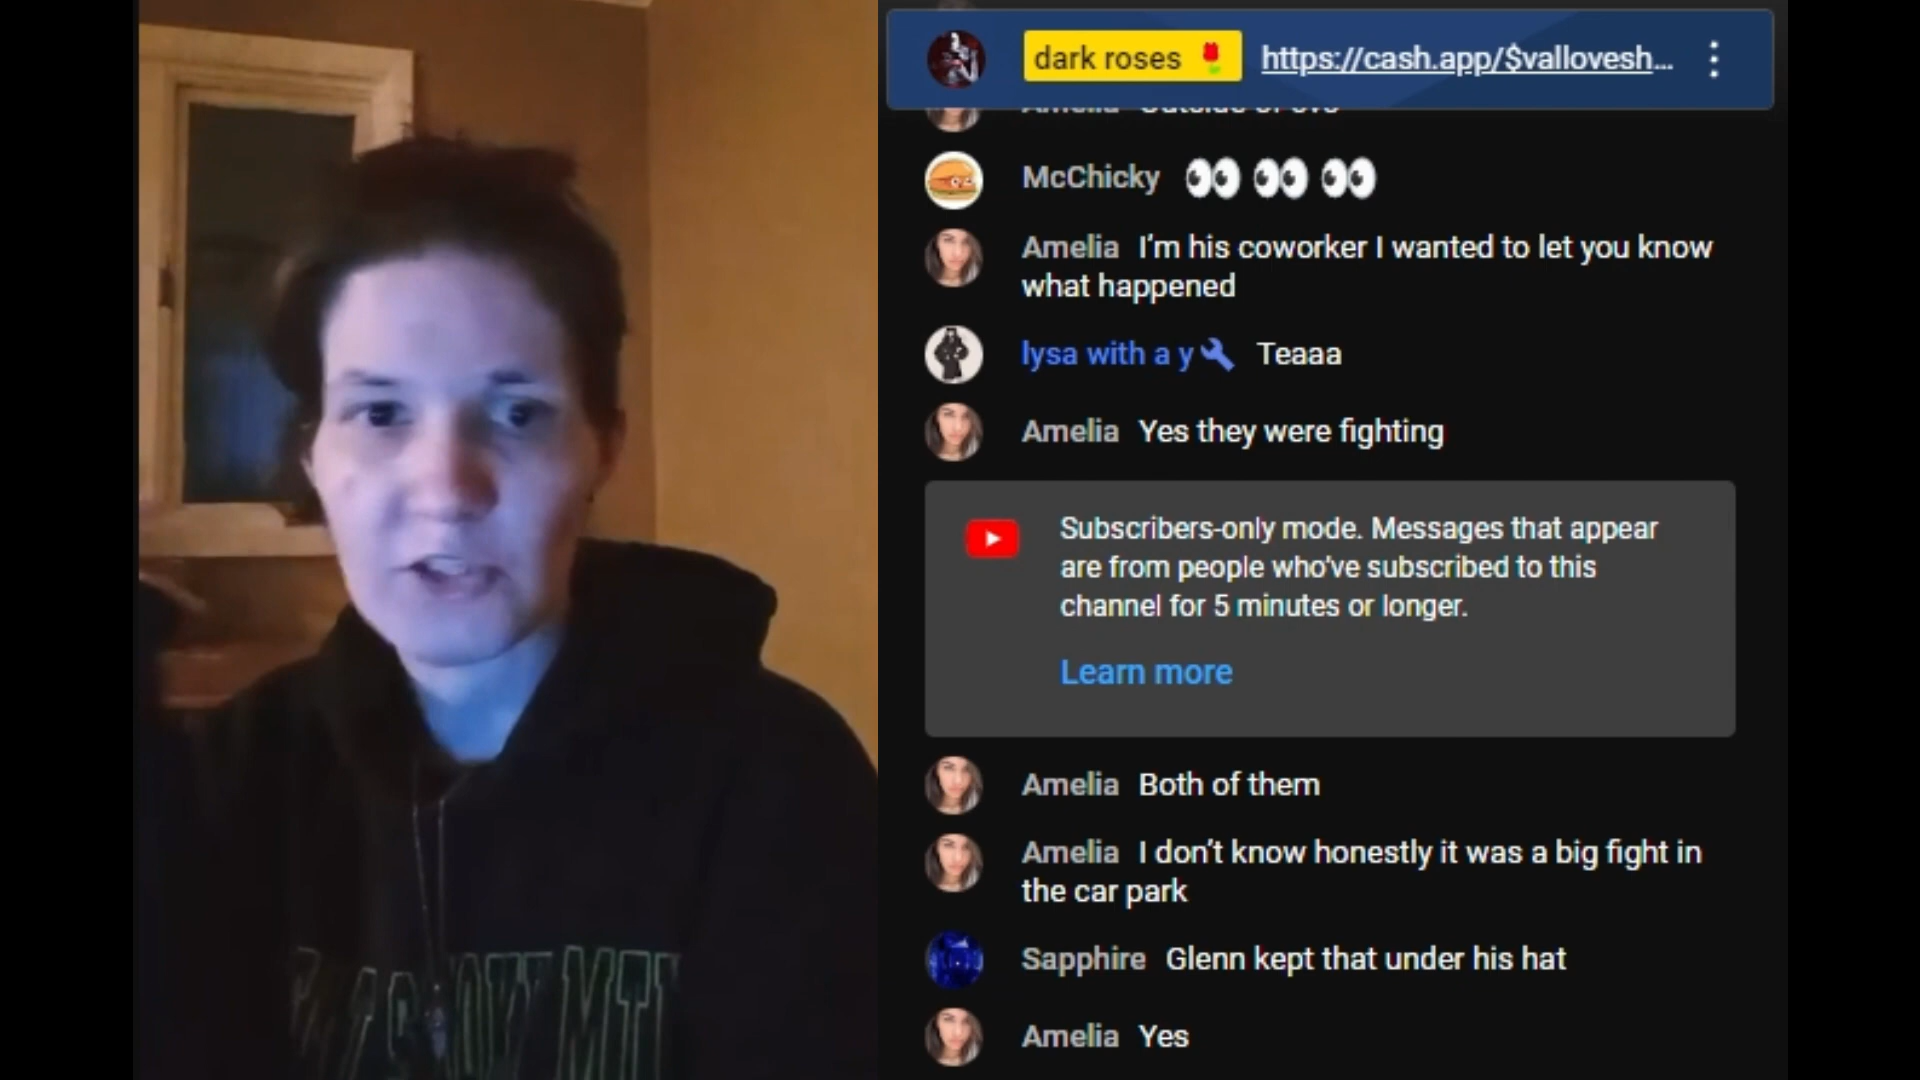 dark roses https://cash.app/$vallovesh...
Amelia
McChicky
Amelia I'm his coworker I wanted to let you know
what happened
lysa with a y Teaaa
Amelia Yes they were fighting
Subscribers-only mode. Messages that appear
are from people who've subscribed to this
channel for 5 minutes or longer.
Learn more
Amelia Both of them
Amelia I don't know honestly it was a big fight in
the car park
Sapphire Glenn kept that under his hat
Amelia Yes